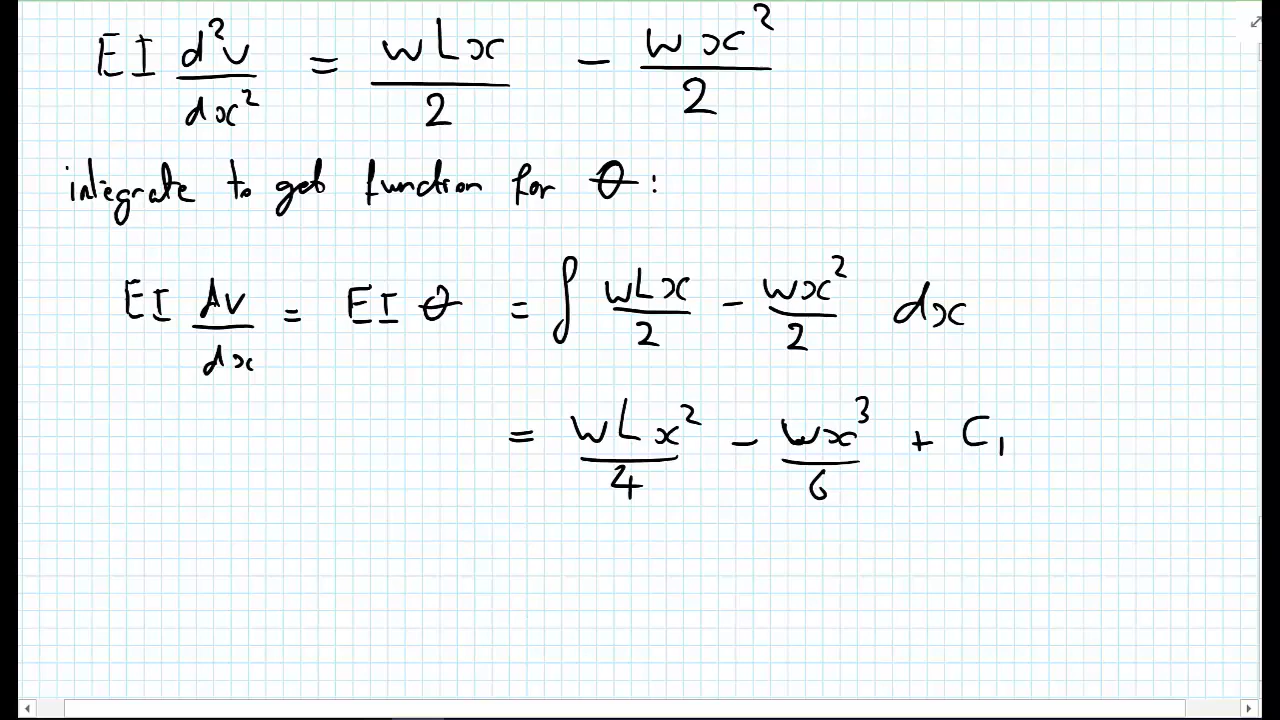 EI d²v/dx² = wLx/2 - wx²/2
integrate to get function for θ:
EI dv/dx = EI θ = ∫ wLx/2 - wx²/2 dx
= wLx²/4 - wx³/6 + C₁